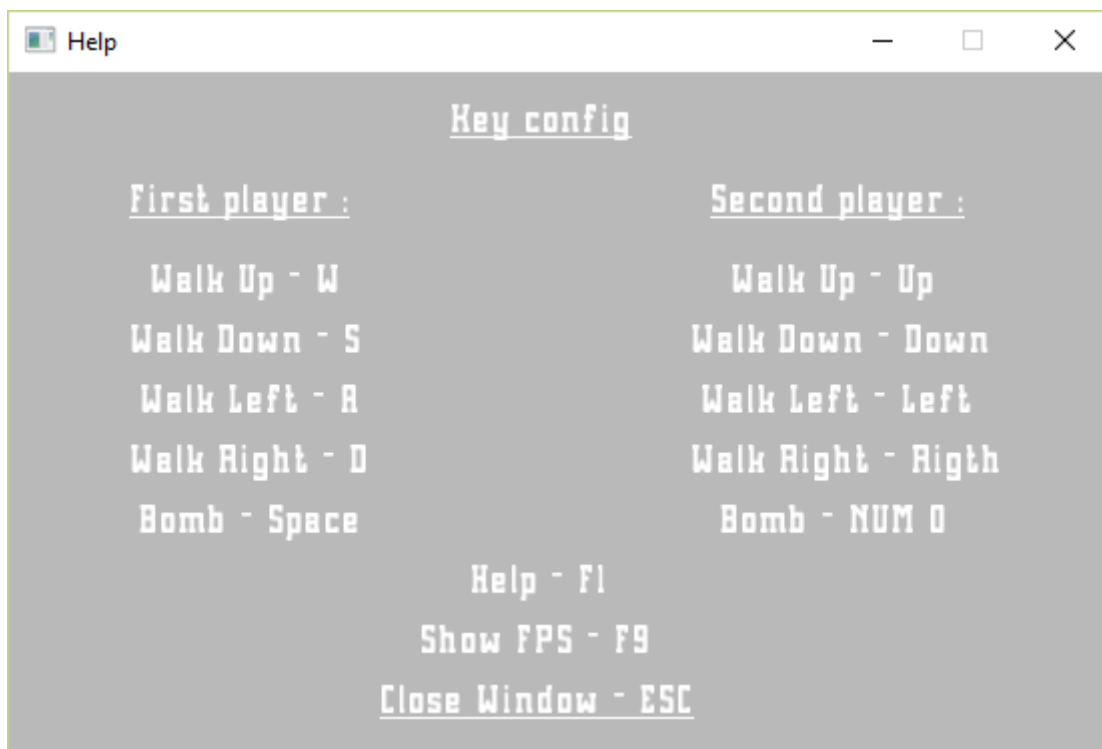 Help
Key config
First player :
Second player :
Walk Up - W
Walk Up - Up
Walk Down - S
Walk Down - Down
Walk Left - A
Walk Left - Left
Walk Right - D
Walk Right - Rigth
Bomb - Space
Bomb - NUM 0
Help - F1
Show FPS - F9
Close Window - ESC